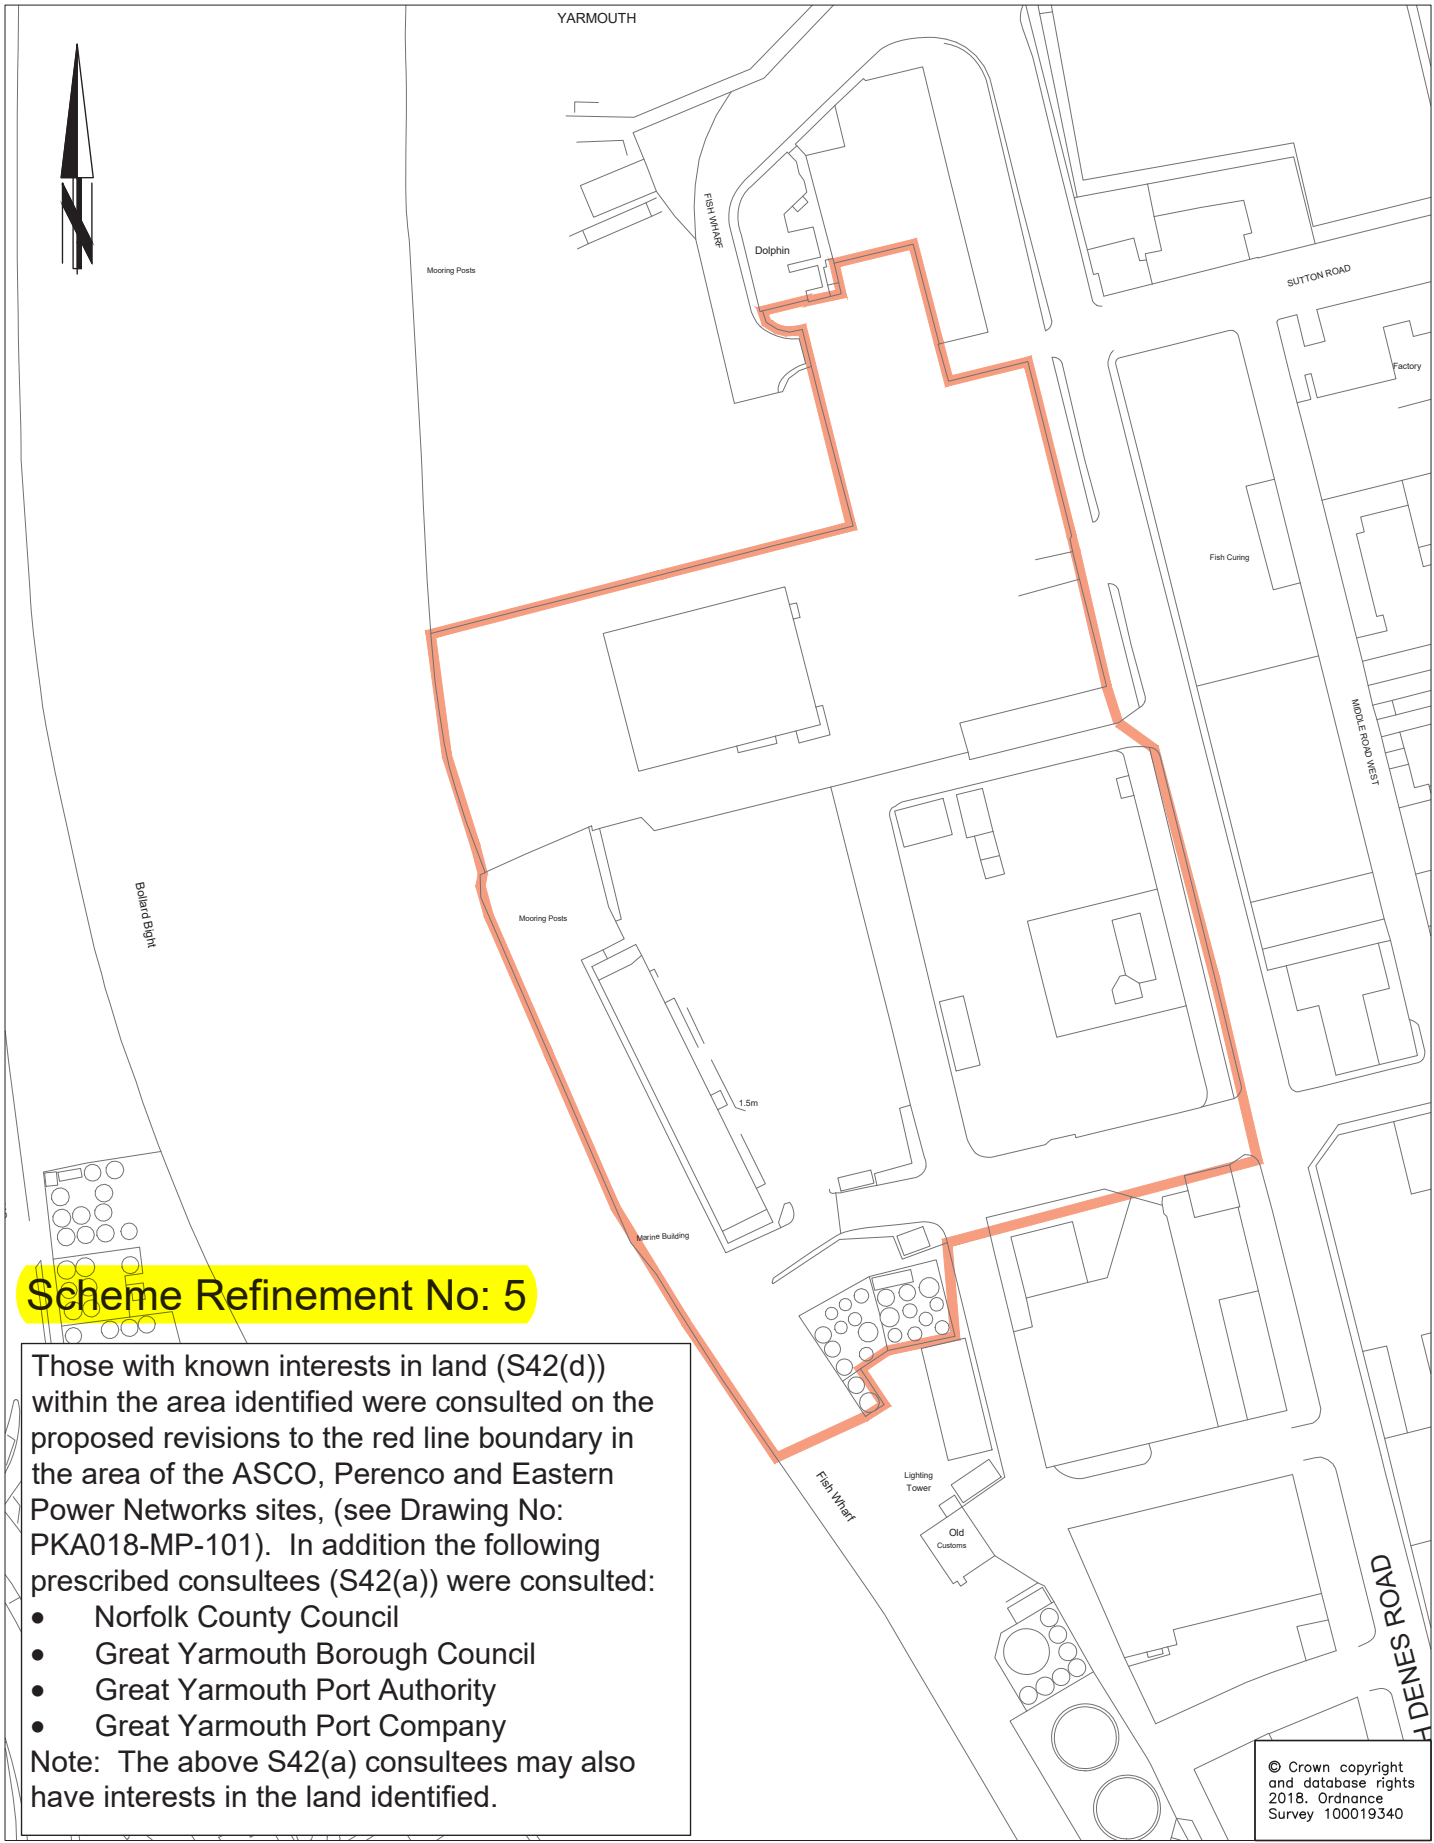 YARMOUTH
FISH WHARF
Dolphin
Mooring Posts
SUTTON ROAD
Factory
Fish Curing
MIDDLE ROAD WEST
Bollard Bight
Mooring Posts
1.5m
Marine Building
Scheme Refinement No: 5
Those with known interests in land (S42(d))
within the area identified were consulted on the
proposed revisions to the red line boundary in
the area of the ASCO, Perenco and Eastern
Power Networks sites, (see Drawing No:
PKA018-MP-101). In addition the following
prescribed consultees (S42(a)) were consulted:
• Norfolk County Council
• Great Yarmouth Borough Council
• Great Yarmouth Port Authority
• Great Yarmouth Port Company
Note: The above S42(a) consultees may also
have interests in the land identified.
Fish Wharf
Lighting
Tower
Old
Customs
H DENES ROAD
© Crown copyright
and database rights
2018. Ordnance
Survey 100019340
N